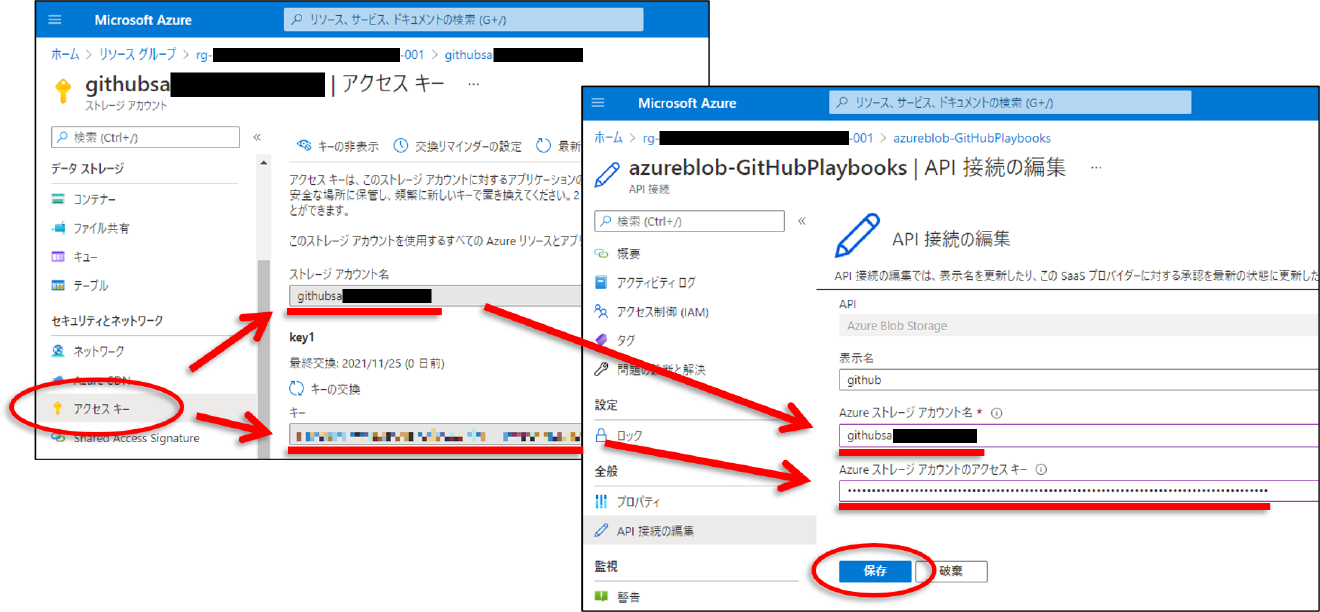 Microsoft Azure
リソース、サービス、ドキュメントの検索 (G+/)
ホーム > リソース グループ > rg- -001 > githubsa
githubsa | アクセス キー ...
ストレージ アカウント
検索 (Ctrl+/) «
データ ストレージ
コンテナー
ファイル共有
キュー
テーブル
セキュリティとネットワーク
ネットワーク
Azure CDN
アクセス キー
Shared Access Signature
キーの非表示 交換リマインダーの設定 最新
アクセス キーは、このストレージ アカウントに対するアプリケーションの
安全な場所に保管し、頻繁に新しいキーで置き換えてください。2
とができます。
このストレージ アカウントを使用するすべての Azure リソースとアプ
ストレージ アカウント名
githubsa
key1
最終交換: 2021/11/25 (0 日前)
キーの交換
キー
Microsoft Azure
リソース、サービス、ドキュメントの検索 (G+/)
ホーム > rg- -001 > azureblob-GitHubPlaybooks
azureblob-GitHubPlaybooks | API 接続の編集 ...
API 接続
検索 (Ctrl+/) «
概要
アクティビティ ログ
アクセス制御 (IAM)
タグ
問題の診断と解決
設定
ロック
全般
プロパティ
API 接続の編集
監視
警告
API 接続の編集
API 接続の編集では、表示名を更新したり、この SaaS プロバイダーに対する承認を最新の状態に更新した
API
Azure Blob Storage
表示名
github
Azure ストレージ アカウント名 *
githubsa
Azure ストレージ アカウントのアクセス キー
保存 破棄